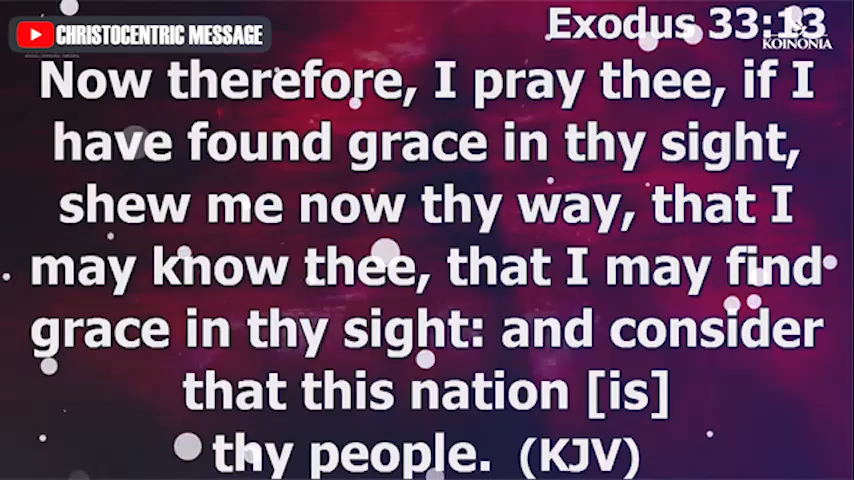 CHRISTOCENTRIC MESSAGE
Exodus 33:13
KOINONIA
Now therefore, I pray thee, if I
have found grace in thy sight,
shew me now thy way, that I
may know thee, that I may find
grace in thy sight: and consider
that this nation [is]
thy people. (KJV)